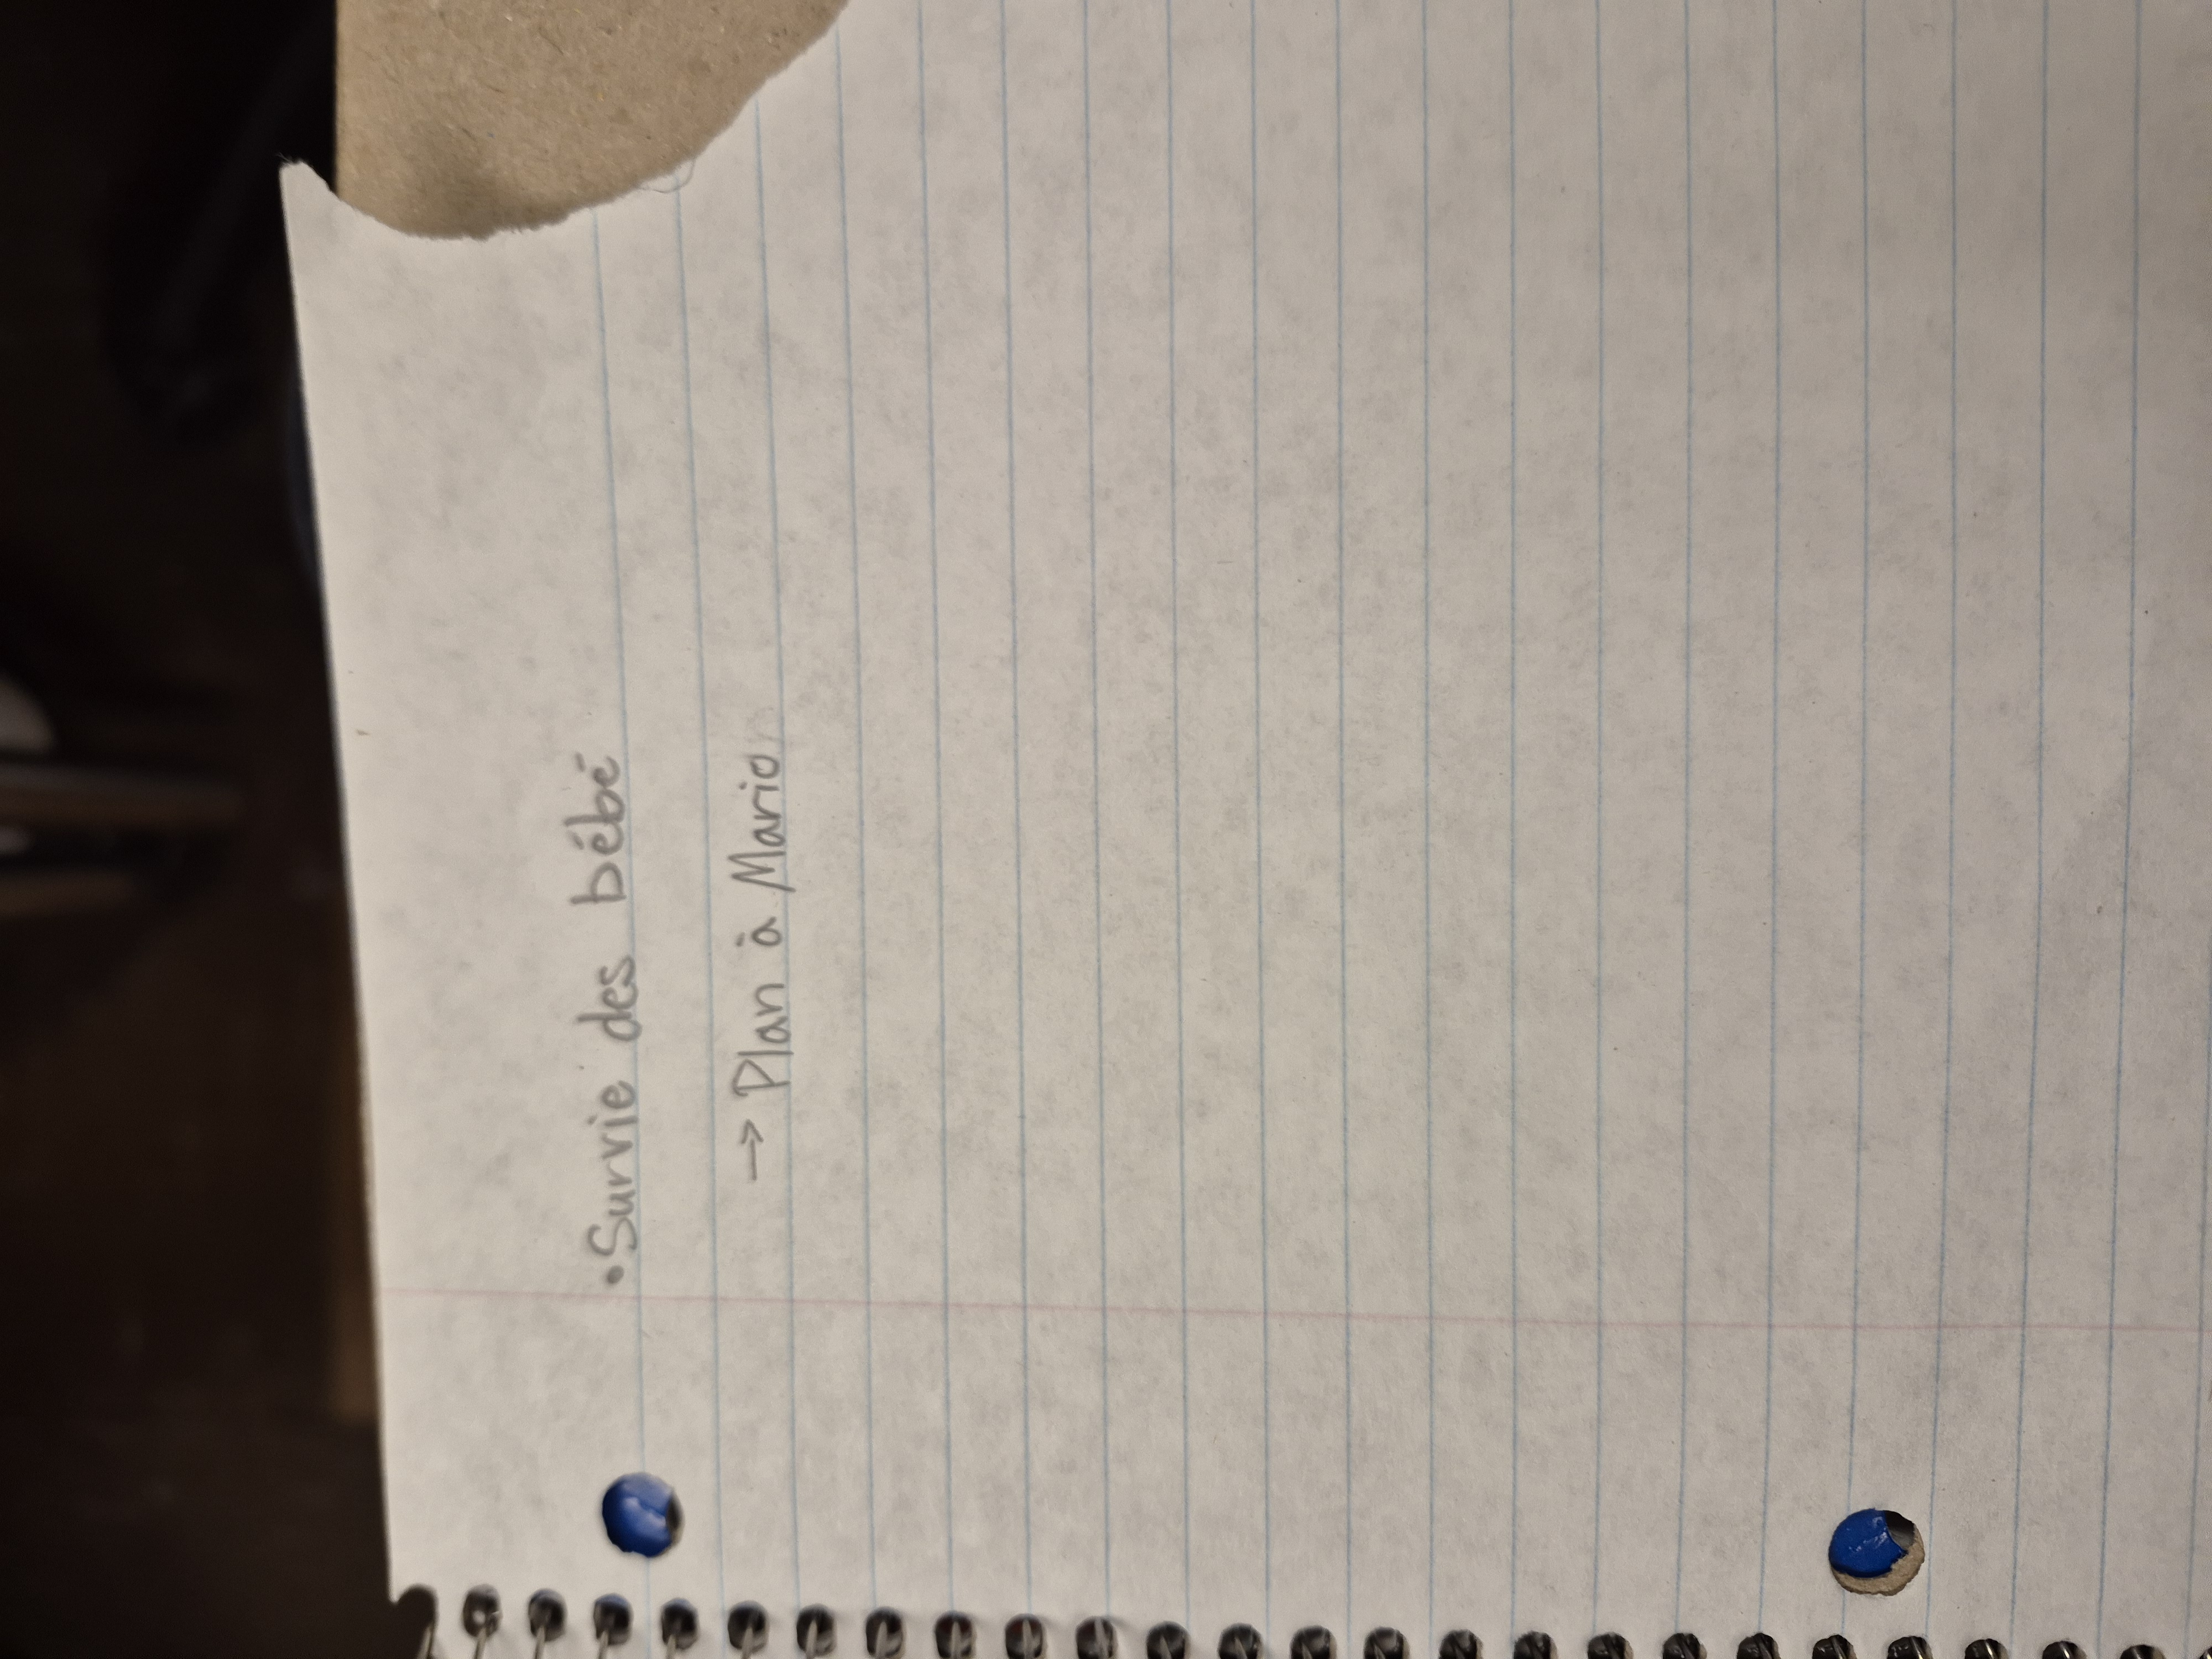 • Survie des bébé
→ Plan à Mario